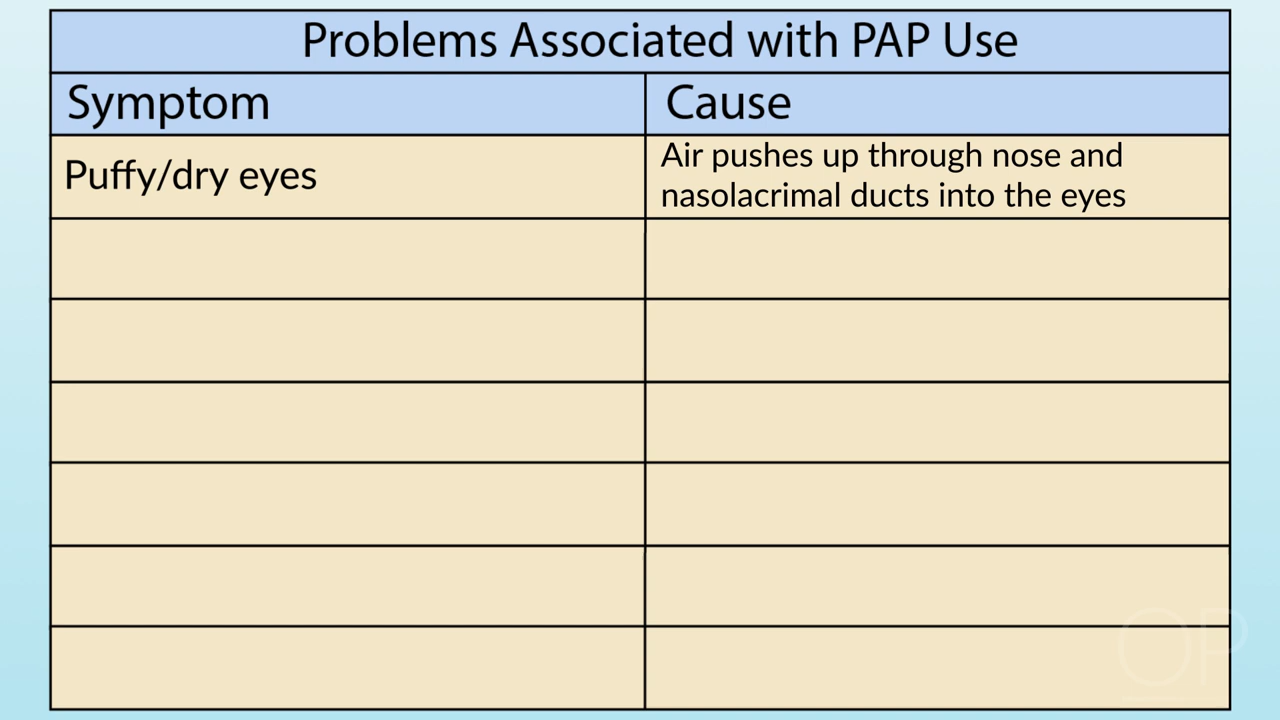 Problems Associated with PAP Use
Symptom
Cause
Puffy/dry eyes
Air pushes up through nose and
nasolacrimal ducts into the eyes
OP